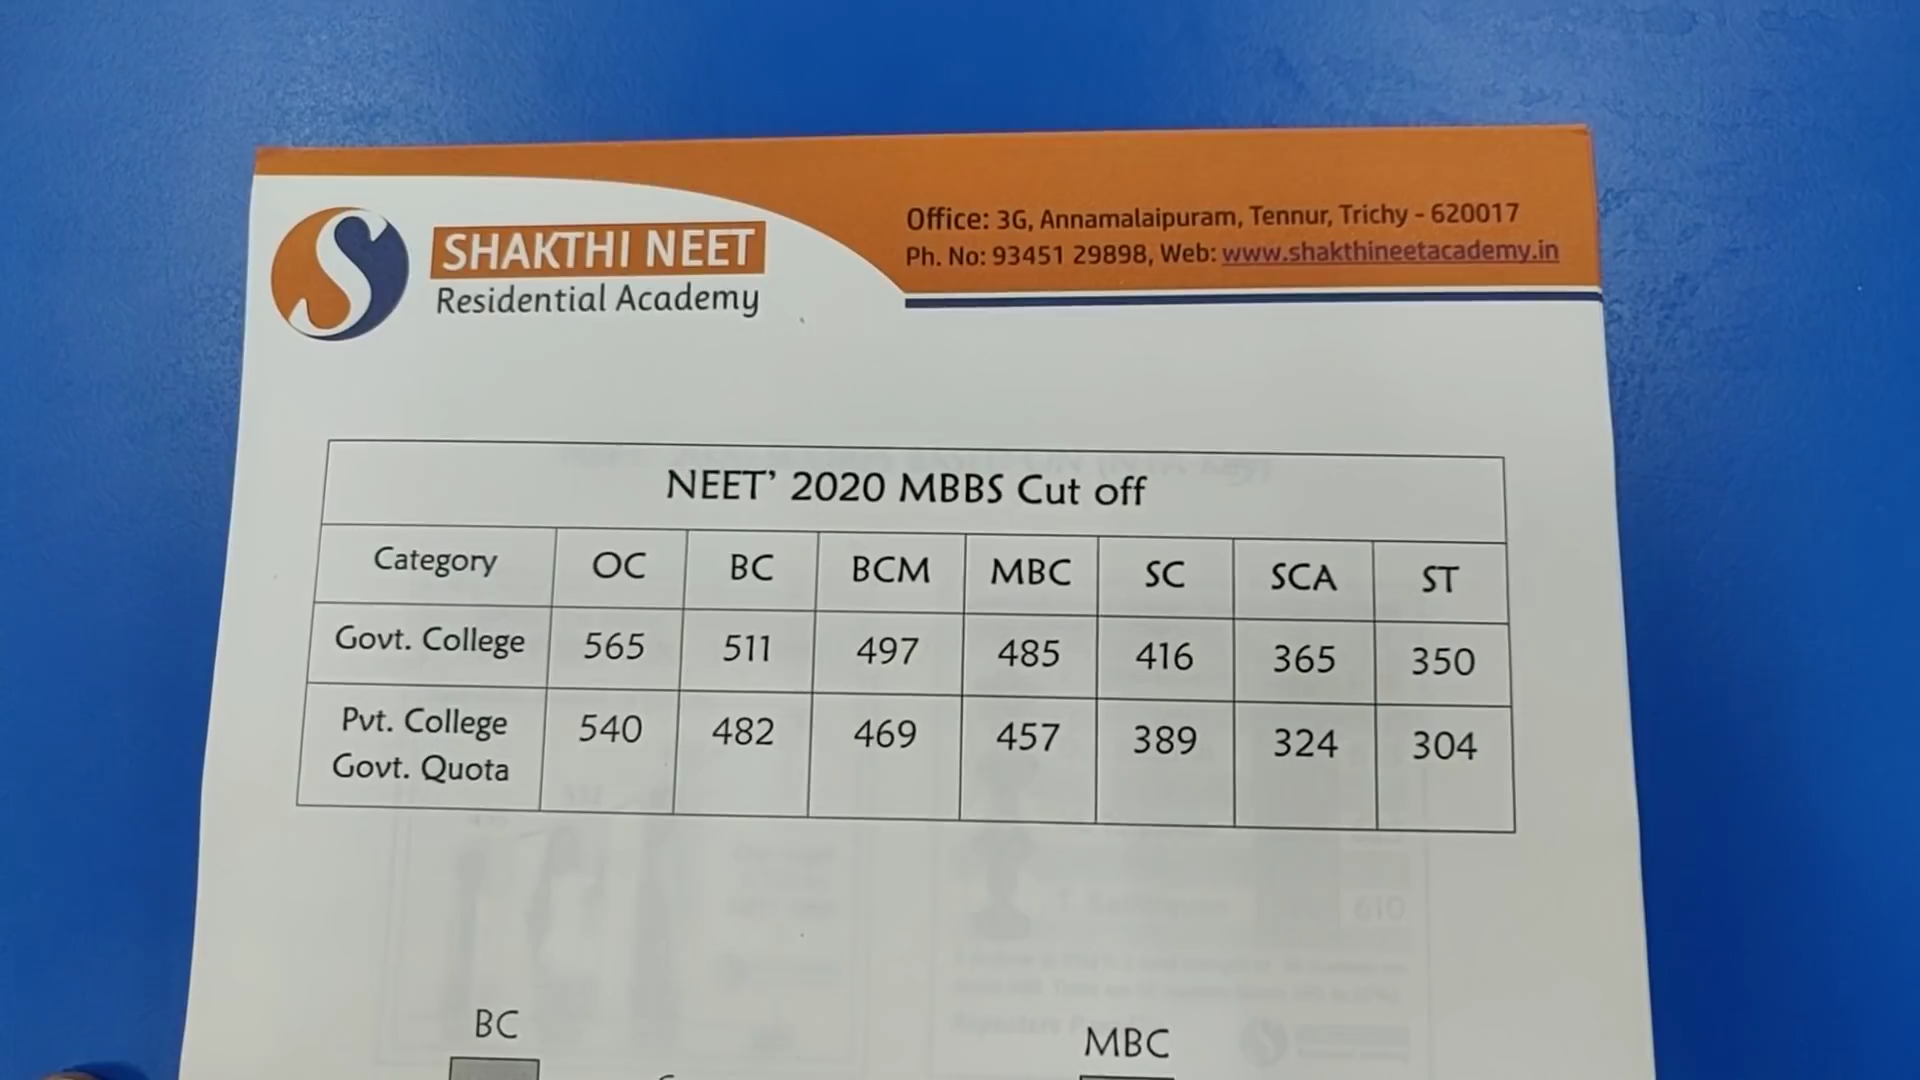 SHAKTHI NEET
Residential Academy
Office: 3G, Annamalaipuram, Tennur, Trichy - 620017
Ph. No: 93451 29898, Web: www.shakthineetacademy.in
NEET’ 2020 MBBS Cut off
Category OC BC BCM MBC SC SCA ST
Govt. College 565 511 497 485 416 365 350
Pvt. College Govt. Quota 540 482 469 457 389 324 304
BC MBC